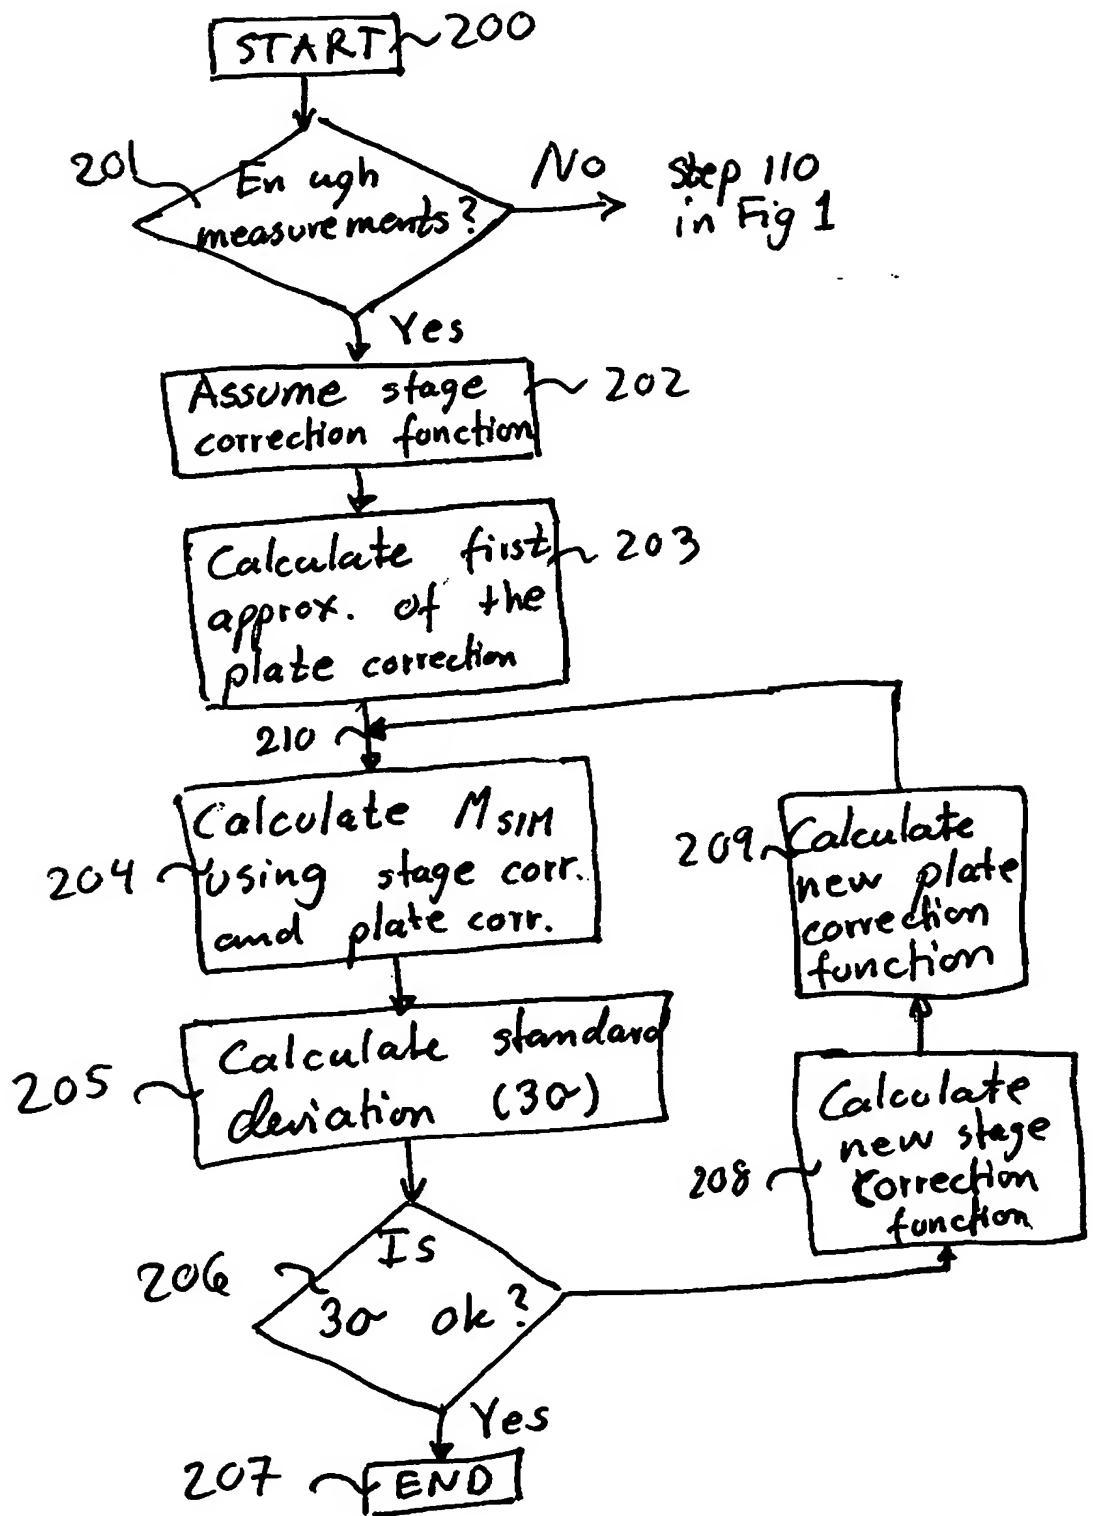 START
200
201
En ugh
measurements?
No
step 110
in Fig 1
Yes
Assume stage
correction function
202
Calculate first
approx. of the
plate correction
203
210
Calculate MSIM
using stage corr.
and plate corr.
204
Calculate standard
deviation (3σ)
205
Is
3σ ok?
206
Yes
END
207
Calculate
new stage
correction
function
208
Calculate
new plate
correction
function
209